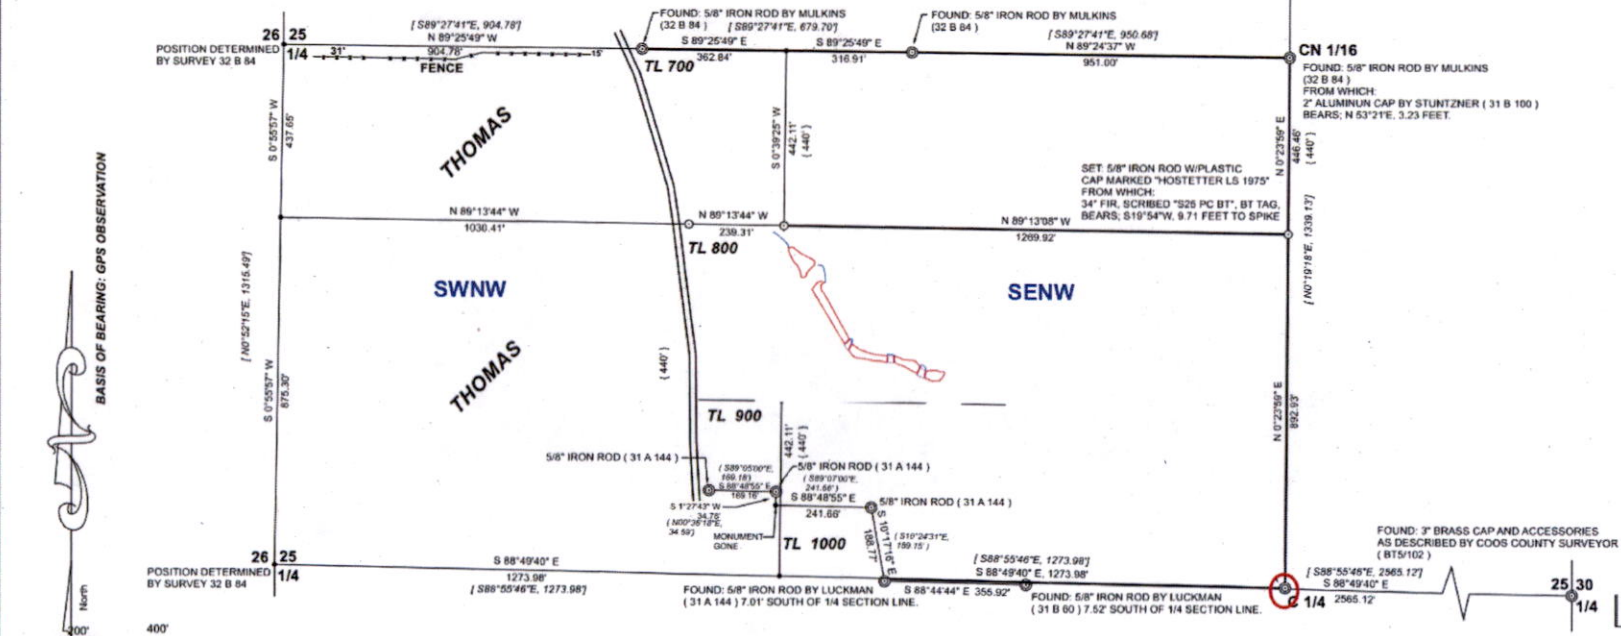 [ S89°27'41"E, 904.78']
N 89°25'49" W
904.78'
26 25
1/4
POSITION DETERMINED
BY SURVEY 32 B 84
31'
15'
FENCE
FOUND: 5/8" IRON ROD BY MULKINS
(32 B 84 )
[S89°27'41"E, 679.70']
S 89°25'49" E
362.84'
TL 700
S 89°25'49" E
316.91'
FOUND: 5/8" IRON ROD BY MULKINS
(32 B 84 )
[S89°27'41"E, 950.68']
N 89°24'37" W
951.00'
CN 1/16
FOUND: 5/8" IRON ROD BY MULKINS
(32 B 84 )
FROM WHICH:
2" ALUMINUN CAP BY STUNTZNER ( 31 B 100 )
BEARS; N 53°21'E, 3.23 FEET.
S 0°55'57" W
437.65'
THOMAS
S 0°39'25" W
442.11'
( 440' )
N 0°23'59" E
446.46'
( 440' )
SET: 5/8" IRON ROD W/PLASTIC
CAP MARKED "HOSTETTER LS 1975"
FROM WHICH:
34" FIR, SCRIBED "S25 PC BT", BT TAG,
BEARS; S19°54"W, 9.71 FEET TO SPIKE
BASIS OF BEARING: GPS OBSERVATION
N 89°13'44" W
1030.41'
N 89°13'44" W
239.31'
N 89°13'08" W
1269.92'
[ N0°19'18"E, 1339.13']
TL 800
SWNW
SENW
[ N0°52'15"E, 1315.49']
S 0°55'57" W
875.30'
THOMAS
( 440' )
N 0°23'59" E
892.93'
TL 900
442.11'
( 440' )
5/8" IRON ROD ( 31 A 144 )
( S89°05'00"E,
169.18')
S 88°48'55" E
169.16'
5/8" IRON ROD ( 31 A 144 )
( S89°07'00"E,
241.66')
S 88°48'55" E
241.66'
5/8" IRON ROD ( 31 A 144 )
S 1°27'43" W
34.76'
34.59')
MONUMENT
GONE
TL 1000
S 10°17'16" E
188.77'
( S10°24'31"E,
189.15')
26 25
1/4
POSITION DETERMINED
BY SURVEY 32 B 84
S 88°49'40" E
1273.98'
[S88°55'46"E, 1273.98']
FOUND: 5/8" IRON ROD BY LUCKMAN
( 31 A 144 ) 7.01' SOUTH OF 1/4 SECTION LINE.
S 88°44'44" E 355.92'
[S88°55'46"E, 1273.98']
S 88°49'40" E, 1273.98'
FOUND: 5/8" IRON ROD BY LUCKMAN
( 31 B 60 ) 7.52' SOUTH OF 1/4 SECTION LINE.
C 1/4
[S88°55'46"E, 2565.12']
S 88°49'40" E
2565.12'
FOUND: 3" BRASS CAP AND ACCESSORIES
AS DESCRIBED BY COOS COUNTY SURVEYOR
( BT5/102 )
25 30
1/4
North
200'
400'